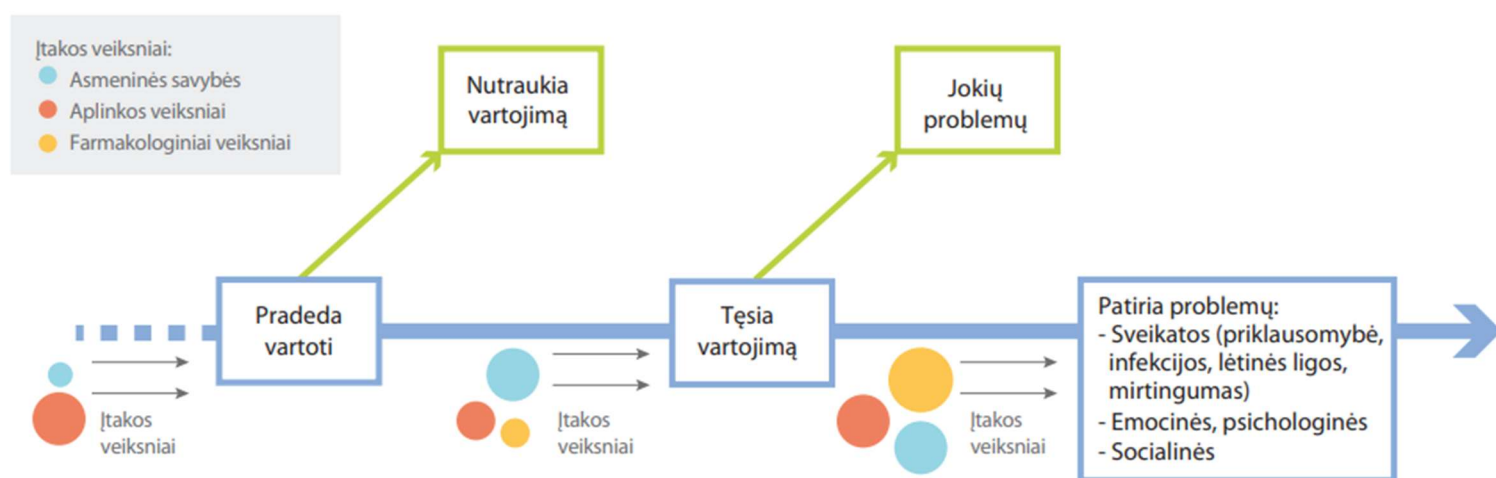 Įtakos veiksniai:
Asmeninės savybės
Aplinkos veiksniai
Farmakologiniai veiksniai
Nutraukia
vartojimą
Jokių
problemų
Pradeda
vartoti
Tęsia
vartojimą
Patiria problemų:
- Sveikatos (priklausomybė,
infekcijos, lėtinės ligos,
mirtingumas)
- Emocinės, psichologinės
- Socialinės
Įtakos
veiksniai
Įtakos
veiksniai
Įtakos
veiksniai